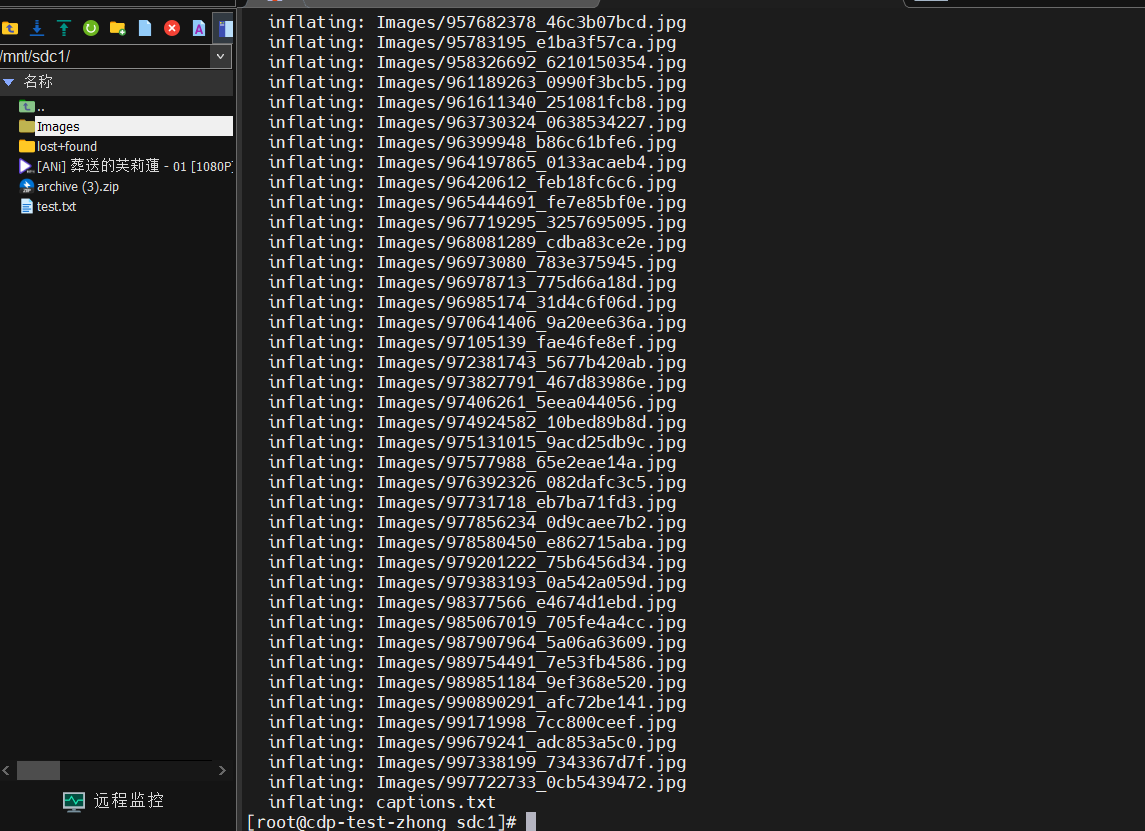 /mnt/sdc1/
名称
..
Images
lost+found
[ANi] 葬送的芙莉蓮 - 01 [1080P]
archive (3).zip
test.txt
远程监控
inflating: Images/957682378_46c3b07bcd.jpg
inflating: Images/95783195_e1ba3f57ca.jpg
inflating: Images/958326692_6210150354.jpg
inflating: Images/961189263_0990f3bcb5.jpg
inflating: Images/961611340_251081fcb8.jpg
inflating: Images/963730324_0638534227.jpg
inflating: Images/96399948_b86c61bfe6.jpg
inflating: Images/964197865_0133acaeb4.jpg
inflating: Images/96420612_feb18fc6c6.jpg
inflating: Images/965444691_fe7e85bf0e.jpg
inflating: Images/967719295_3257695095.jpg
inflating: Images/968081289_cdba83ce2e.jpg
inflating: Images/96973080_783e375945.jpg
inflating: Images/96978713_775d66a18d.jpg
inflating: Images/96985174_31d4c6f06d.jpg
inflating: Images/970641406_9a20ee636a.jpg
inflating: Images/97105139_fae46fe8ef.jpg
inflating: Images/972381743_5677b420ab.jpg
inflating: Images/973827791_467d83986e.jpg
inflating: Images/97406261_5eea044056.jpg
inflating: Images/974924582_10bed89b8d.jpg
inflating: Images/975131015_9acd25db9c.jpg
inflating: Images/97577988_65e2eae14a.jpg
inflating: Images/976392326_082dafc3c5.jpg
inflating: Images/97731718_eb7ba71fd3.jpg
inflating: Images/977856234_0d9caee7b2.jpg
inflating: Images/978580450_e862715aba.jpg
inflating: Images/979201222_75b6456d34.jpg
inflating: Images/979383193_0a542a059d.jpg
inflating: Images/98377566_e4674d1ebd.jpg
inflating: Images/985067019_705fe4a4cc.jpg
inflating: Images/987907964_5a06a63609.jpg
inflating: Images/989754491_7e53fb4586.jpg
inflating: Images/989851184_9ef368e520.jpg
inflating: Images/990890291_afc72be141.jpg
inflating: Images/99171998_7cc800ceef.jpg
inflating: Images/99679241_adc853a5c0.jpg
inflating: Images/997338199_7343367d7f.jpg
inflating: Images/997722733_0cb5439472.jpg
inflating: captions.txt
[root@cdp-test-zhong sdc1]#